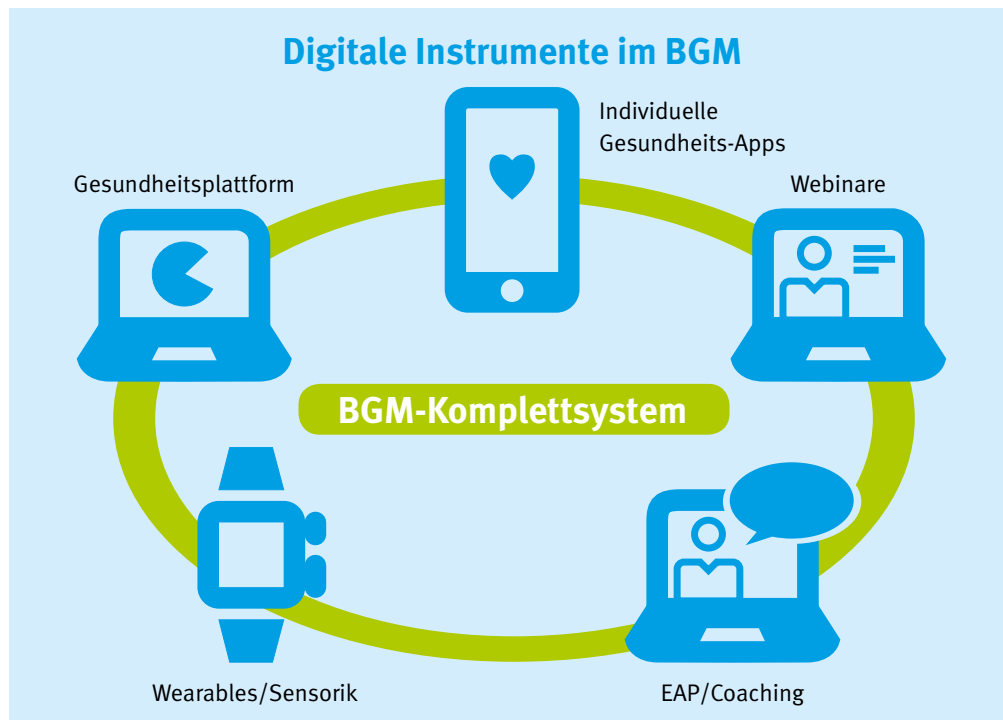 Digitale Instrumente im BGM
Individuelle
Gesundheits-Apps
Gesundheitsplattform
Webinare
BGM-Komplettsystem
Wearables/Sensorik
EAP/Coaching